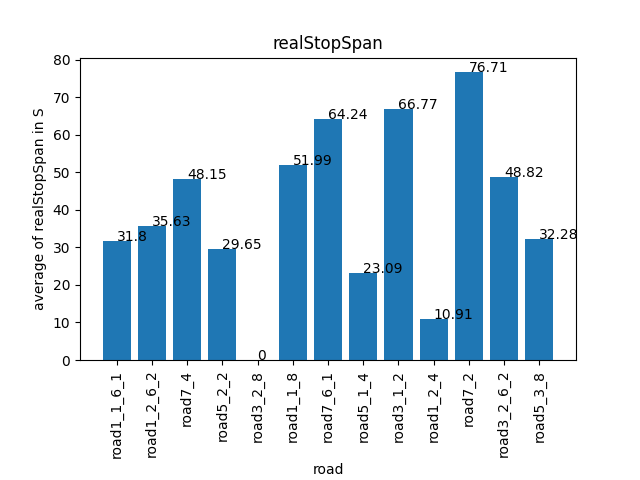 realStopSpan
average of realStopSpan in S
80
70
60
50
40
30
20
10
0
31.8
35.63
48.15
29.65
0
51.99
64.24
23.09
66.77
10.91
76.71
48.82
32.28
road1_1_6_1
road1_2_6_2
road7_4
road5_2_2
road3_2_8
road1_1_8
road7_6_1
road5_1_4
road3_1_2
road1_2_4
road7_2
road3_2_6_2
road5_3_8
road